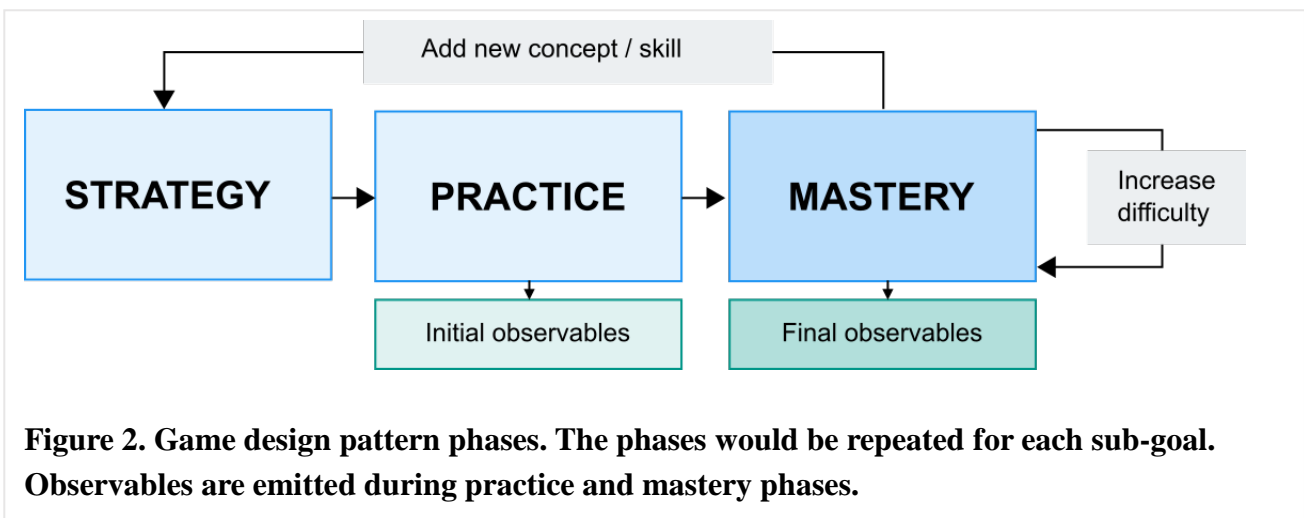 Add new concept / skill
STRATEGY
PRACTICE
MASTERY
Increase
difficulty
Initial observables
Final observables
Figure 2. Game design pattern phases. The phases would be repeated for each sub-goal.
Observables are emitted during practice and mastery phases.